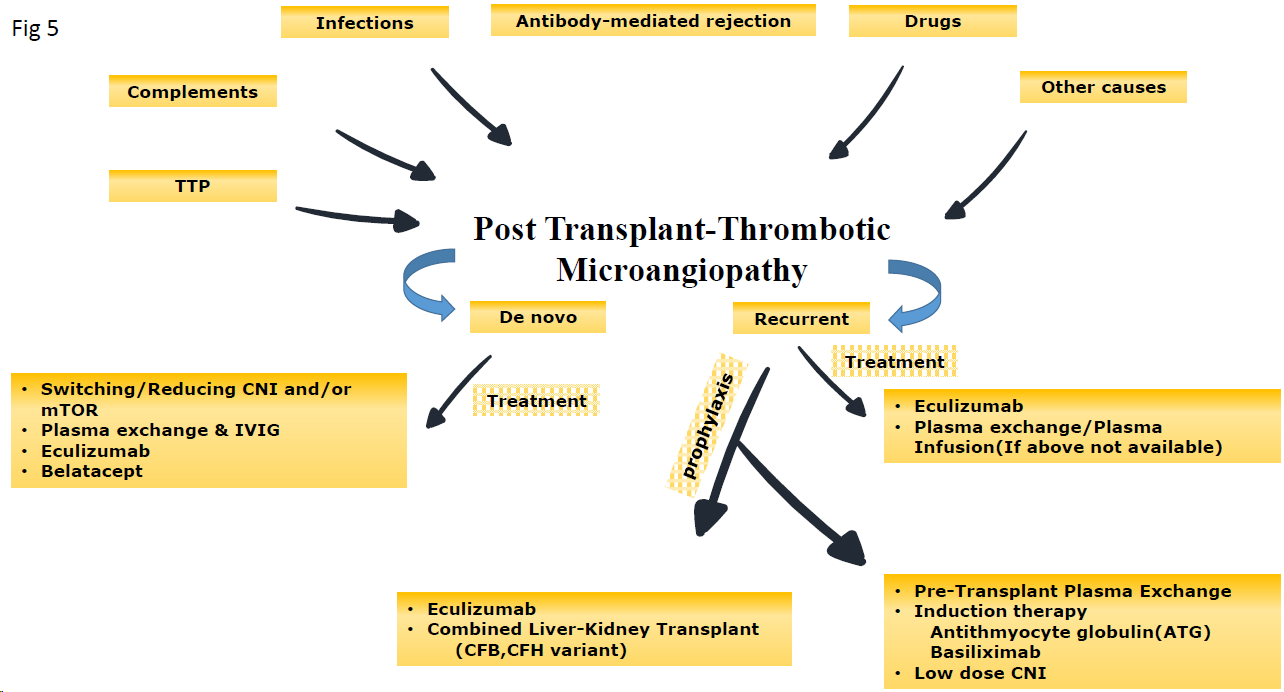 Fig 5
Infections
Antibody-mediated rejection
Drugs
Complements
Other causes
TTP
Post Transplant-Thrombotic
Microangiopathy
De novo
Recurrent
Treatment
Treatment
prophylaxis
• Switching/Reducing CNI and/or
mTOR
• Plasma exchange & IVIG
• Eculizumab
• Belatacept
• Eculizumab
• Plasma exchange/Plasma
Infusion(If above not available)
• Eculizumab
• Combined Liver-Kidney Transplant
(CFB,CFH variant)
• Pre-Transplant Plasma Exchange
• Induction therapy
Antithmyocyte globulin(ATG)
Basiliximab
• Low dose CNI